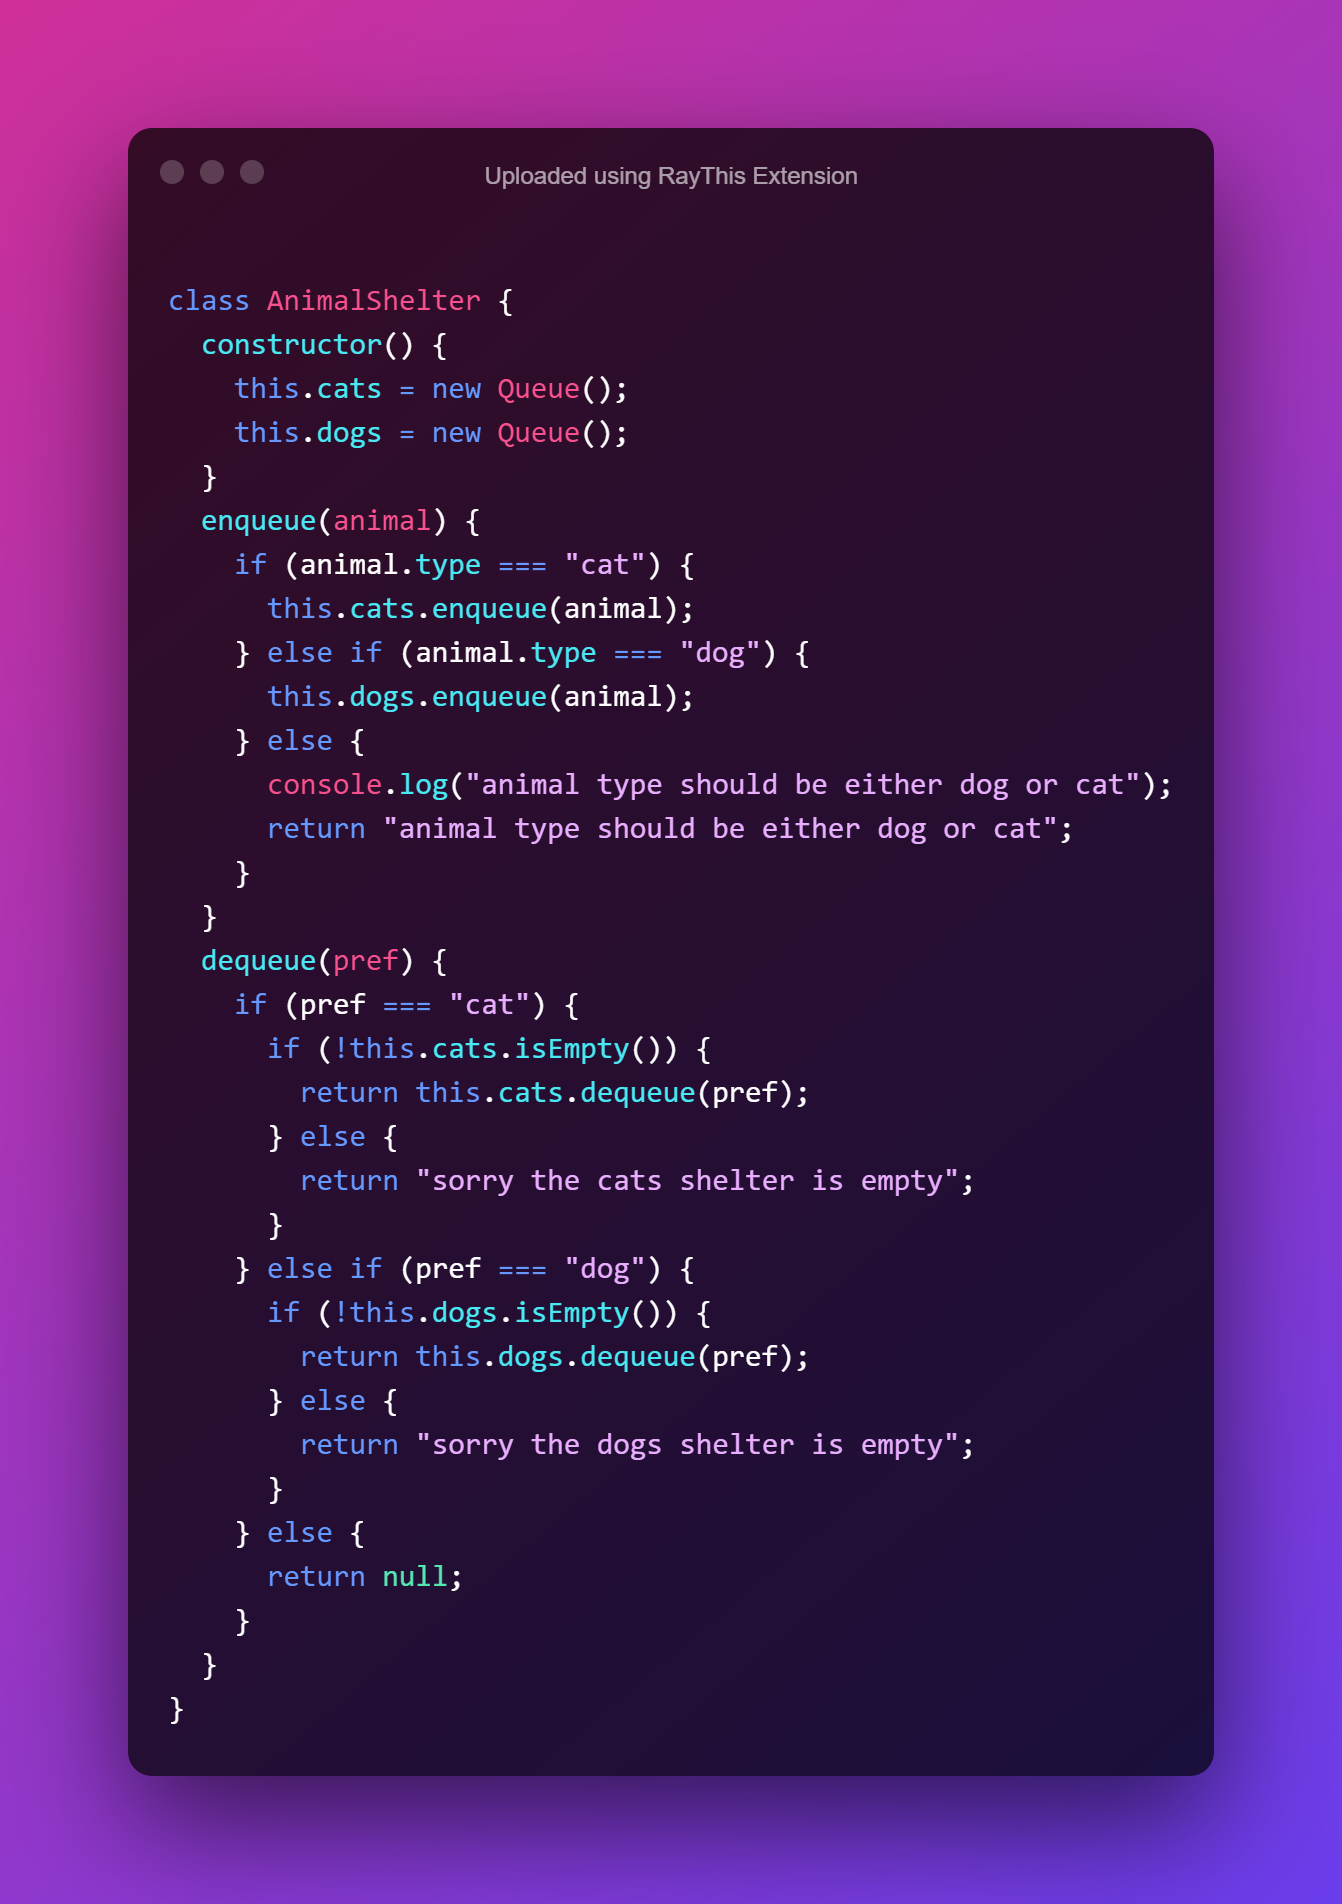 Uploaded using RayThis Extension
class AnimalShelter {
  constructor() {
    this.cats = new Queue();
    this.dogs = new Queue();
  }
  enqueue(animal) {
    if (animal.type === "cat") {
      this.cats.enqueue(animal);
    } else if (animal.type === "dog") {
      this.dogs.enqueue(animal);
    } else {
      console.log("animal type should be either dog or cat");
      return "animal type should be either dog or cat";
    }
  }
  dequeue(pref) {
    if (pref === "cat") {
      if (!this.cats.isEmpty()) {
        return this.cats.dequeue(pref);
      } else {
        return "sorry the cats shelter is empty";
      }
    } else if (pref === "dog") {
      if (!this.dogs.isEmpty()) {
        return this.dogs.dequeue(pref);
      } else {
        return "sorry the dogs shelter is empty";
      }
    } else {
      return null;
    }
  }
}